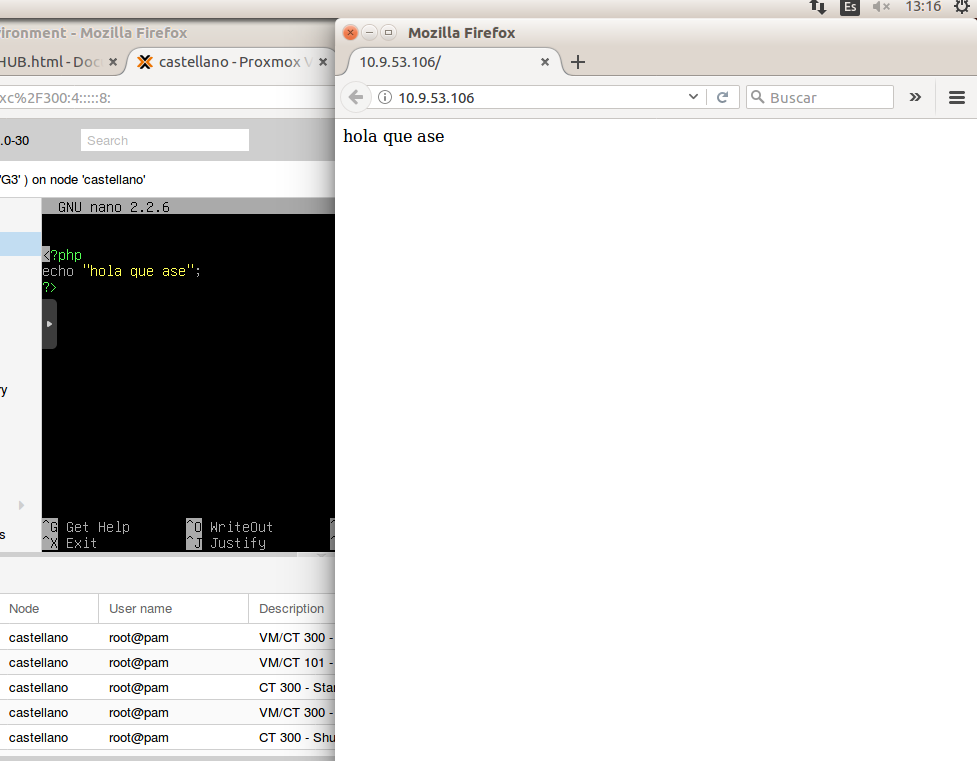 Es 13:16
ironment - Mozilla Firefox
HUB.html - Doc × castellano - Proxmox V ×
xc%2F300:4:::::8:
.0-30 Search
'G3' ) on node 'castellano'
GNU nano 2.2.6
<?php
echo "hola que ase";
?>
ry
s
^G Get Help ^O WriteOut ^
^X Exit ^J Justify ^
Node User name Description
castellano root@pam VM/CT 300 -
castellano root@pam VM/CT 101 -
castellano root@pam CT 300 - Star
castellano root@pam VM/CT 300 -
castellano root@pam CT 300 - Shu
Mozilla Firefox
10.9.53.106/ × +
10.9.53.106 Buscar »
hola que ase